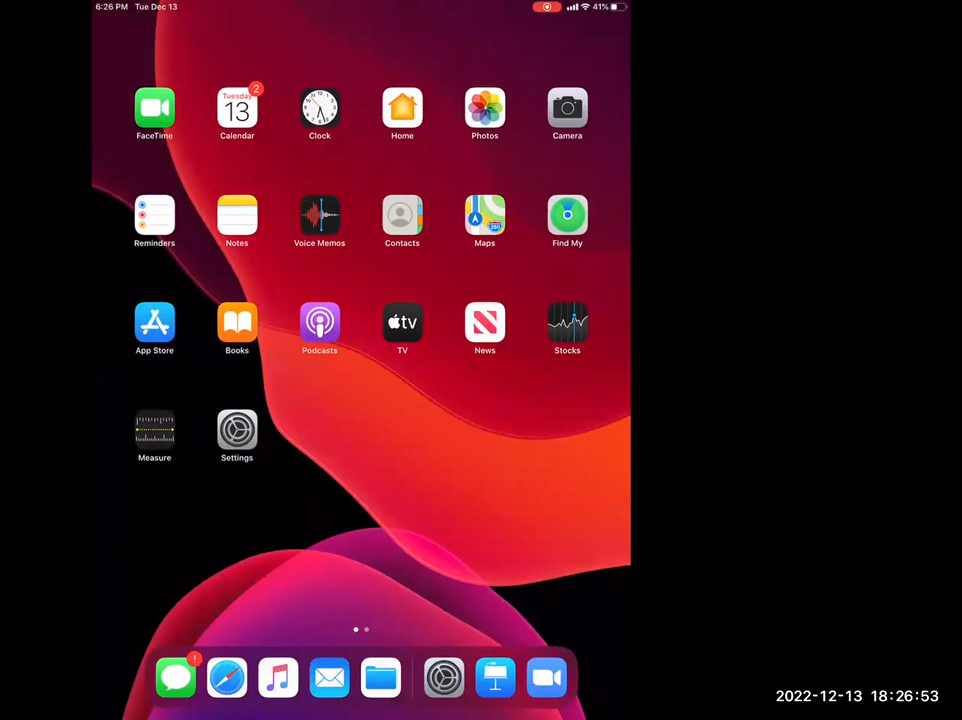 6:26 PM Tue Dec 13
41%
2
Tuesday
13
FaceTime Calendar Clock Home Photos Camera
Reminders Notes Voice Memos Contacts Maps Find My
tv
App Store Books Podcasts TV News Stocks
Measure Settings
!
2022-12-13 18:26:53